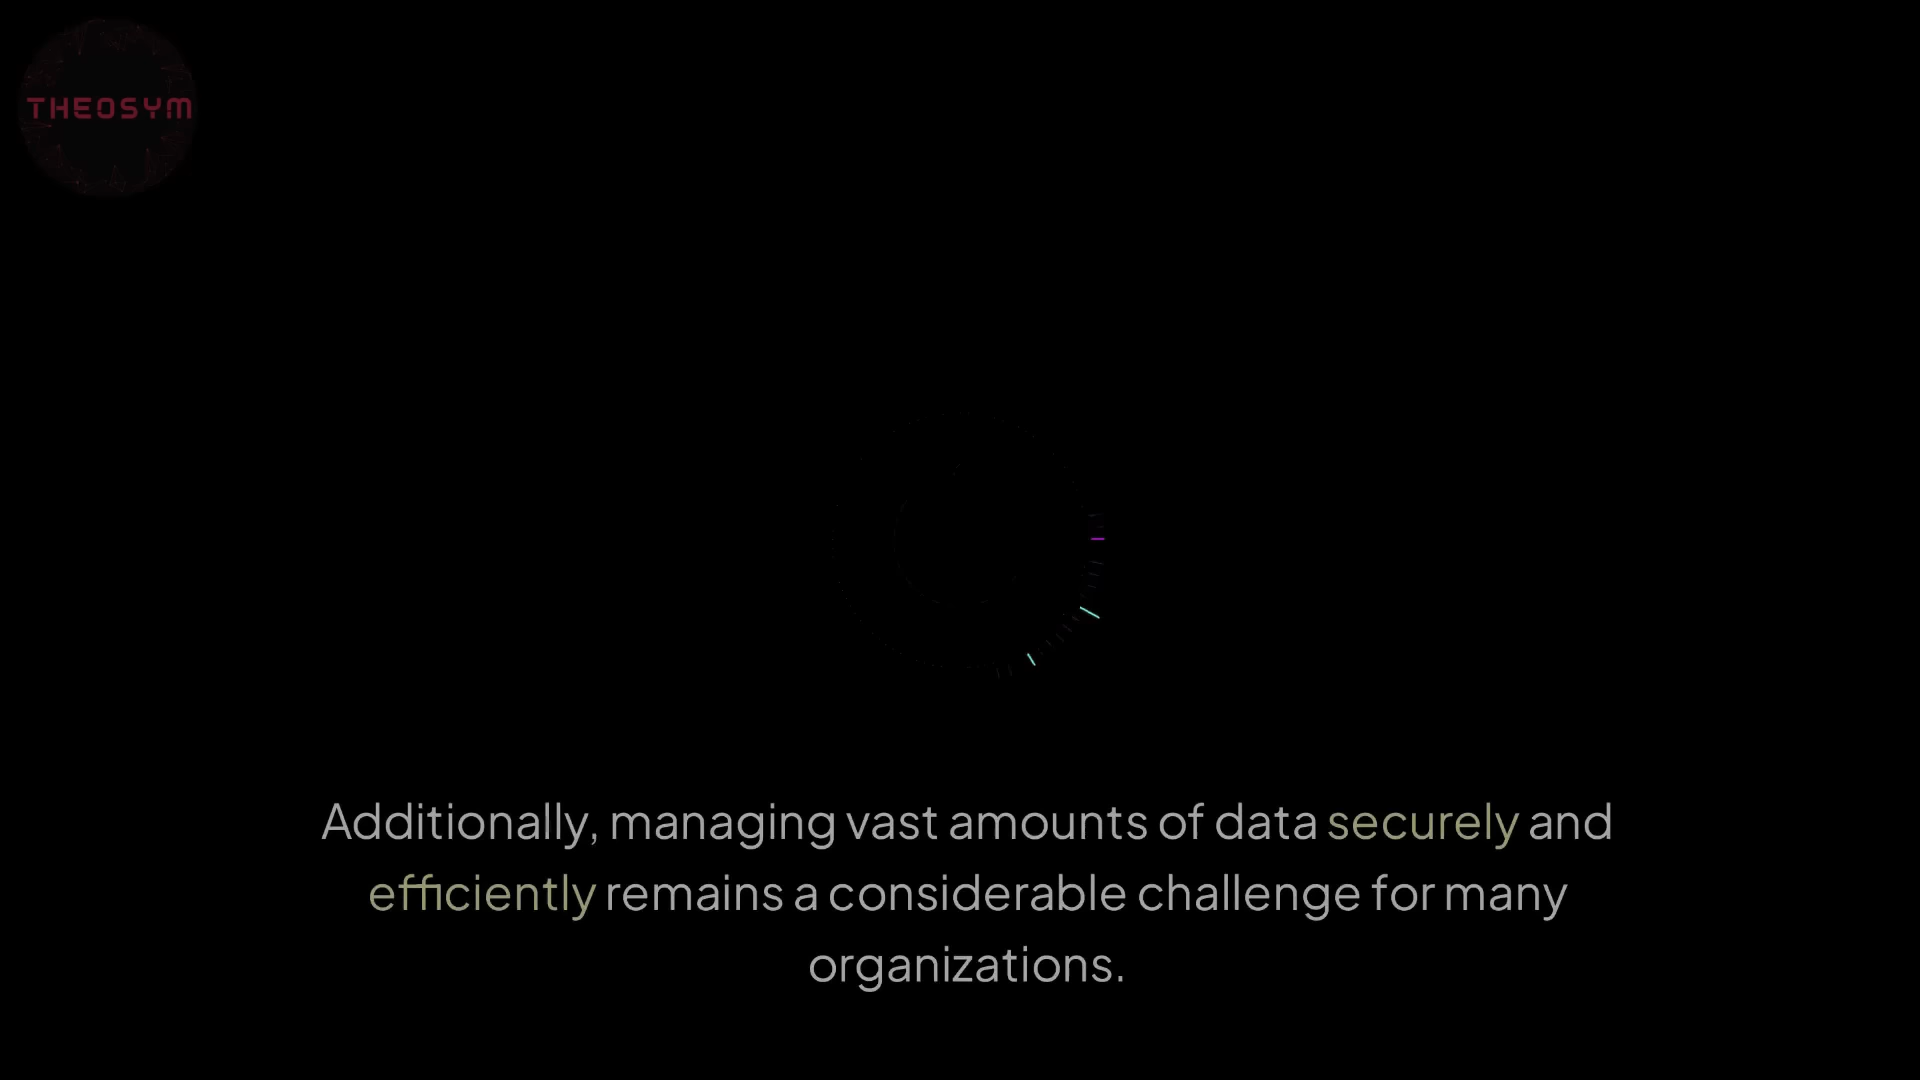 THEOSYM
Additionally, managing vast amounts of data securely and
efficiently remains a considerable challenge for many
organizations.